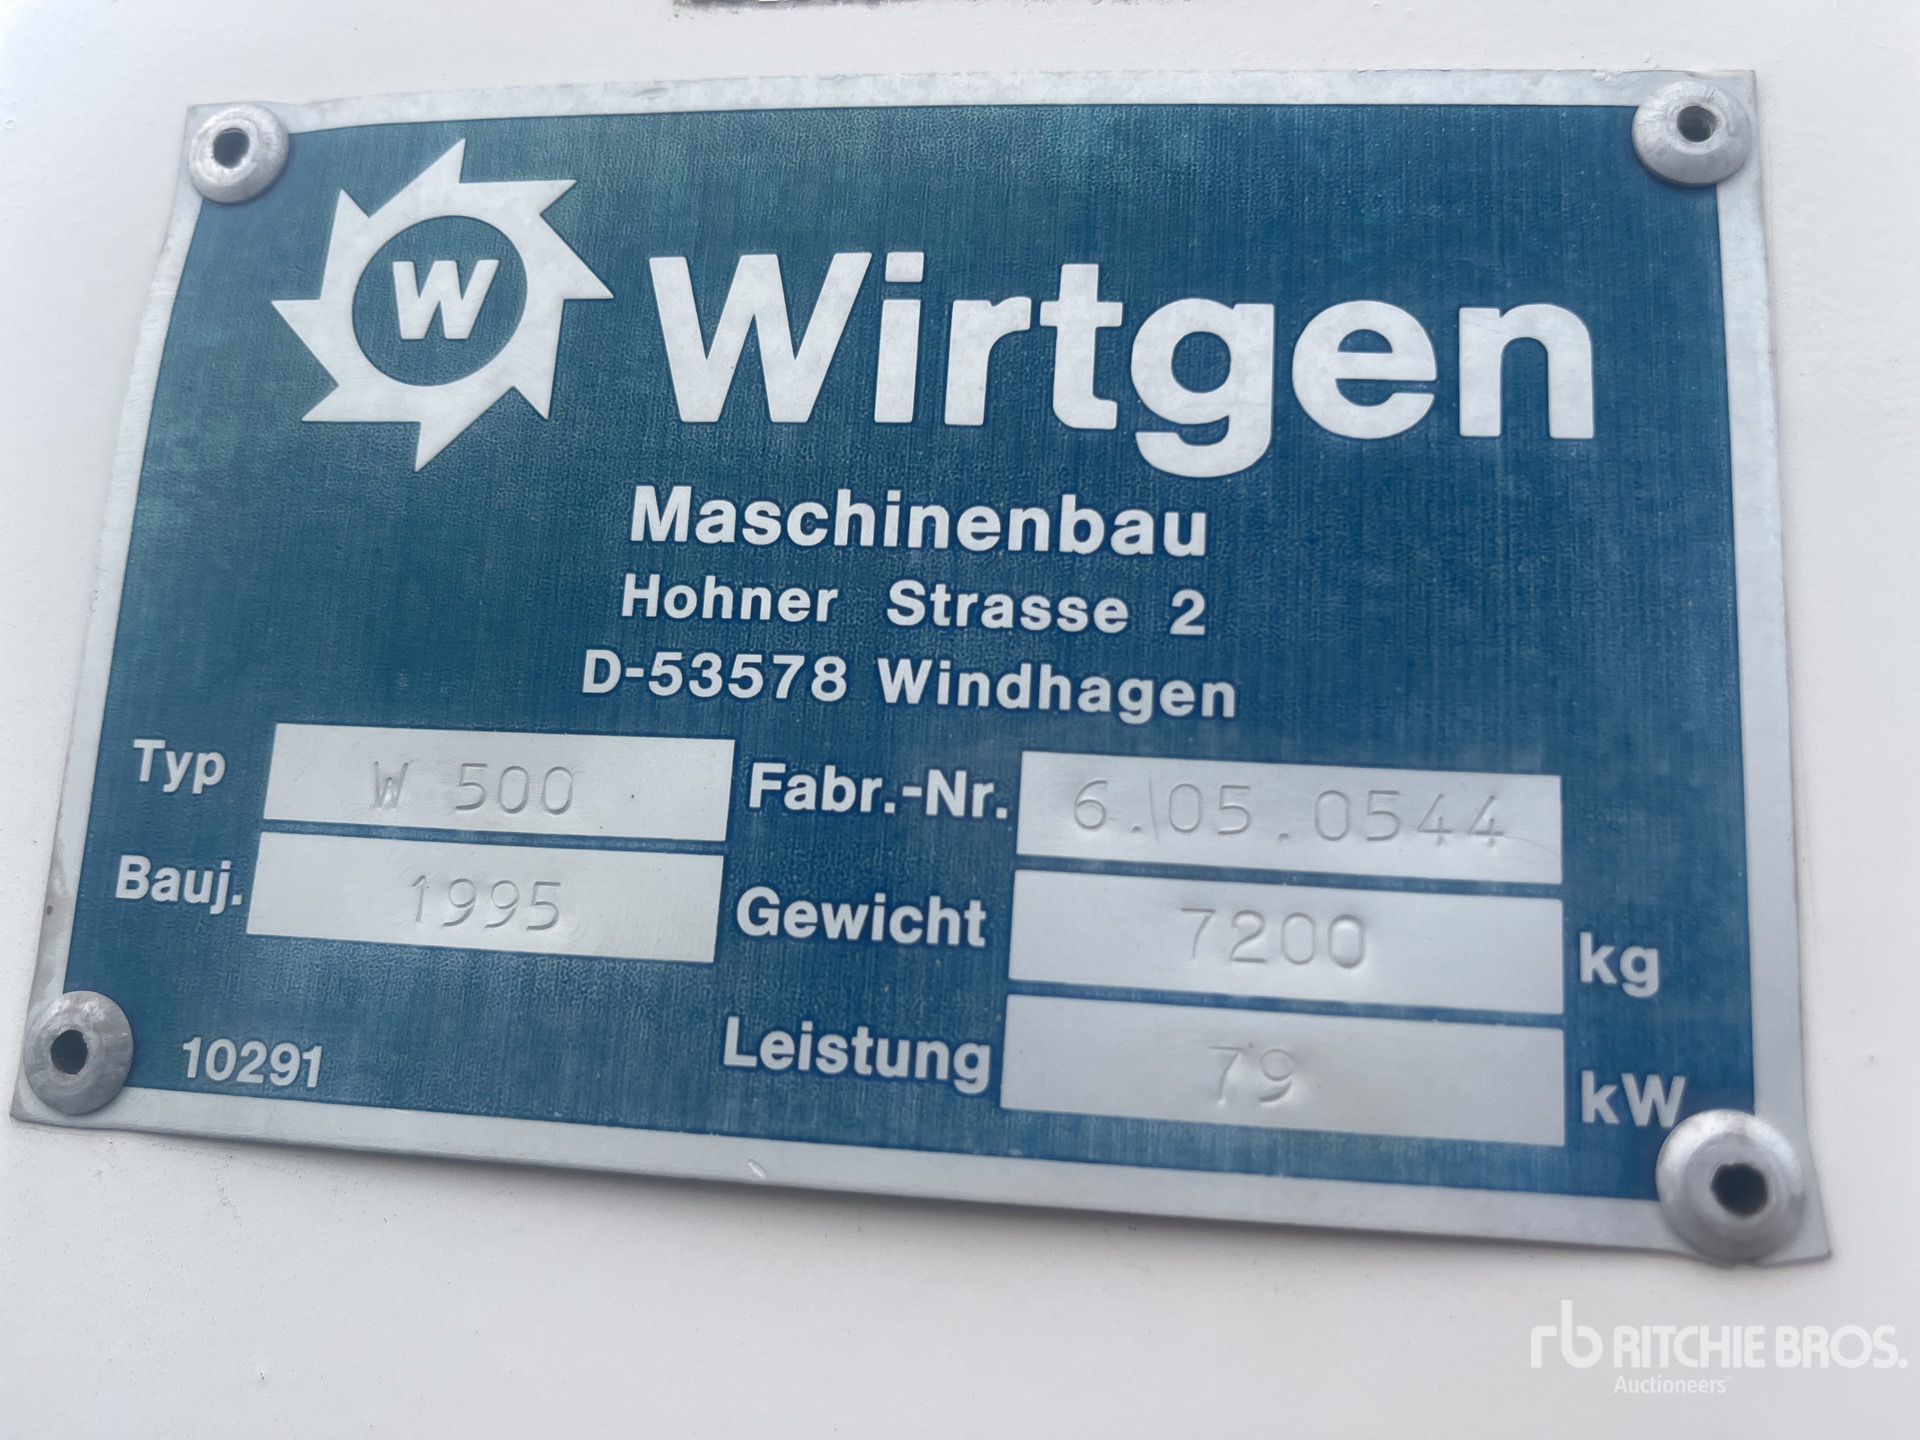 W Wirtgen
Maschinenbau
Hohner Strasse 2
D-53578 Windhagen
Typ W 500 Fabr.-Nr. 6.05.0544
Bauj. 1995 Gewicht 7200 kg
10291 Leistung 79 kW
rb RITCHIE BROS.
Auctioneers